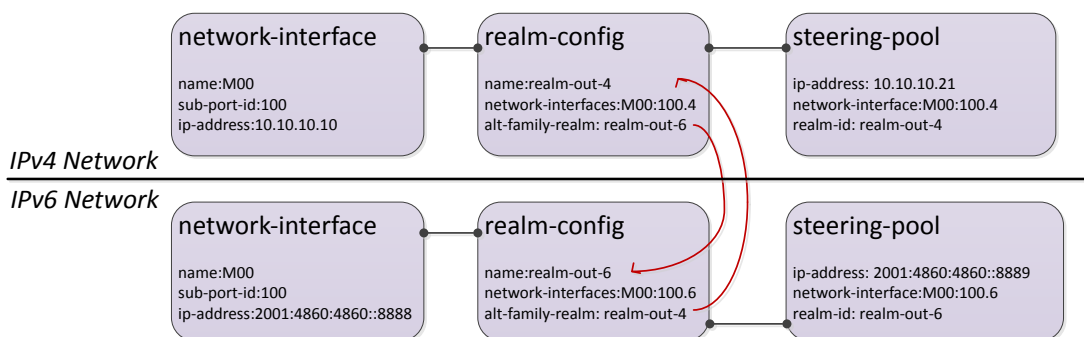 network-interface
name:M00
sub-port-id:100
ip-address:10.10.10.10
realm-config
name:realm-out-4
network-interfaces:M00:100.4
alt-family-realm: realm-out-6
steering-pool
ip-address: 10.10.10.21
network-interface:M00:100.4
realm-id: realm-out-4
IPv4 Network
IPv6 Network
network-interface
name:M00
sub-port-id:100
ip-address:2001:4860:4860::8888
realm-config
name:realm-out-6
network-interfaces:M00:100.6
alt-family-realm: realm-out-4
steering-pool
ip-address: 2001:4860:4860::8889
network-interface:M00:100.6
realm-id: realm-out-6